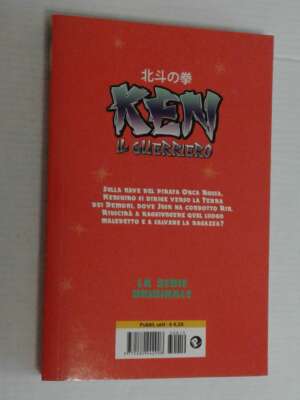 北斗の拳
KEN
IL GUERRIERO
Sulla nave del pirata Orca Rossa,
Kenshiro si dirige verso la Terra
dei Demoni, dove Jask ha condotto Rin.
Riuscirà a raggiungere quel luogo
maledetto e a salvare la ragazza?
LA SERIE
ORIGINALE